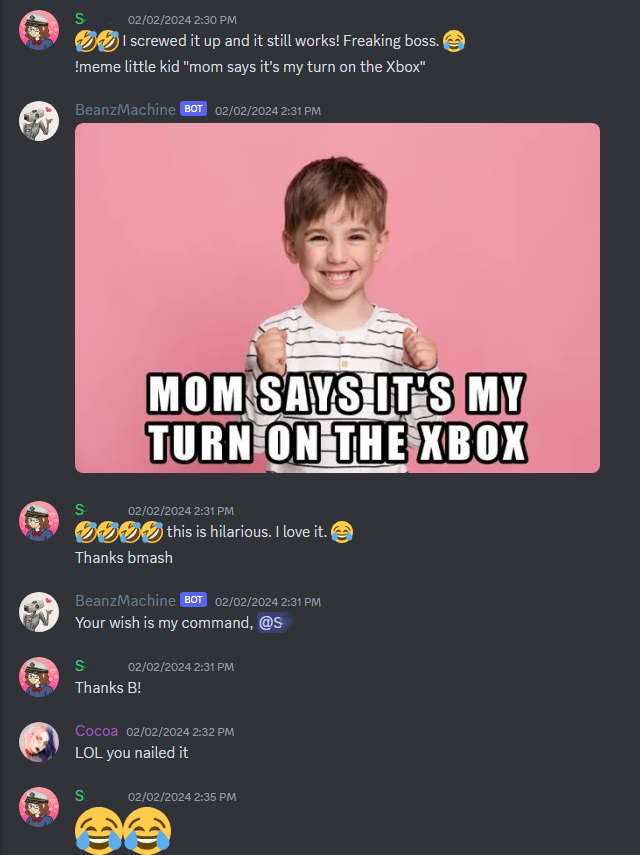 S 02/02/2024 2:30 PM
🤣🤣 I screwed it up and it still works! Freaking boss. 😂
!meme little kid "mom says it's my turn on the Xbox"
BeanzMachine BOT 02/02/2024 2:31 PM
MOM SAYS IT'S MY
TURN ON THE XBOX
S 02/02/2024 2:31 PM
🤣🤣🤣🤣 this is hilarious. I love it. 😂
Thanks bmash
BeanzMachine BOT 02/02/2024 2:31 PM
Your wish is my command, @S
S 02/02/2024 2:31 PM
Thanks B!
Cocoa 02/02/2024 2:32 PM
LOL you nailed it
S 02/02/2024 2:35 PM
😂😂